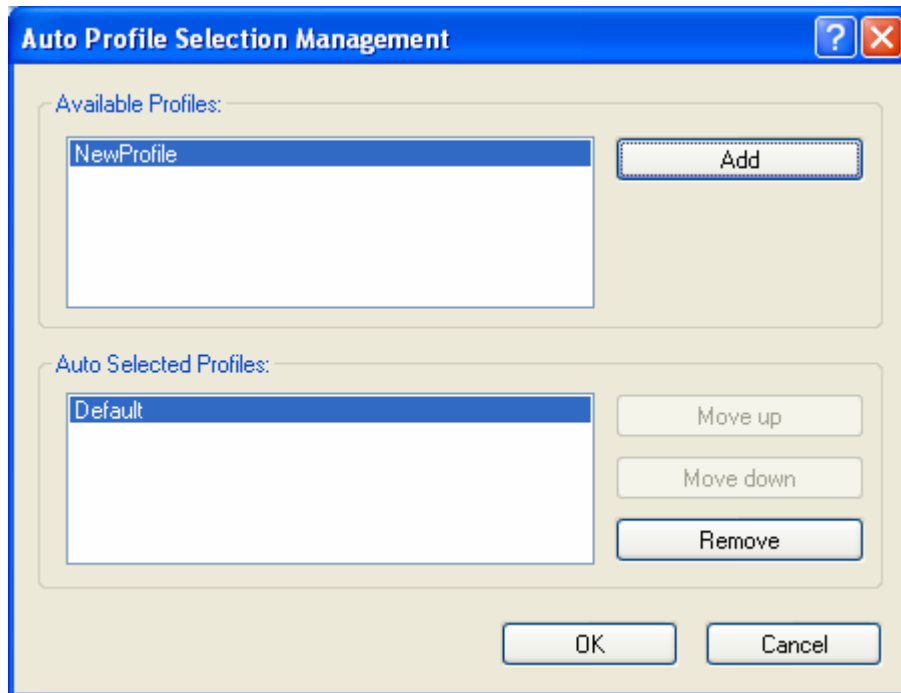 Auto Profile Selection Management
?
Available Profiles:
NewProfile
Add
Auto Selected Profiles:
Default
Move up
Move down
Remove
OK
Cancel